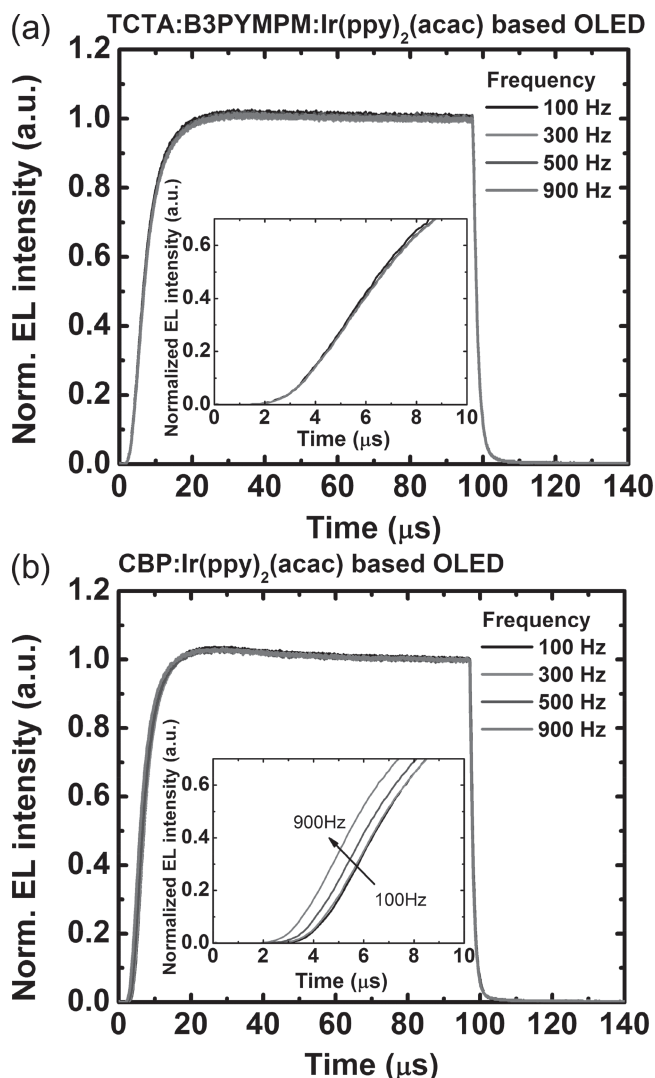 (a) TCTA:B3PYMPM:Ir(ppy)2(acac) based OLED
Norm. EL intensity (a.u.)
1.2
1.0
0.8
0.6
0.4
0.2
0.0
Frequency
100 Hz
300 Hz
500 Hz
900 Hz
Normalized EL intensity (a.u.)
0.6
0.4
0.2
0.0
0 2 4 6 8 10
Time (μs)
0 20 40 60 80 100 120 140
Time (μs)
(b) CBP:Ir(ppy)2(acac) based OLED
Norm. EL intensity (a.u.)
1.2
1.0
0.8
0.6
0.4
0.2
0.0
Frequency
100 Hz
300 Hz
500 Hz
900 Hz
Normalized EL intensity (a.u.)
0.6
0.4
0.2
0.0
900Hz
100Hz
0 2 4 6 8 10
Time (μs)
0 20 40 60 80 100 120 140
Time (μs)